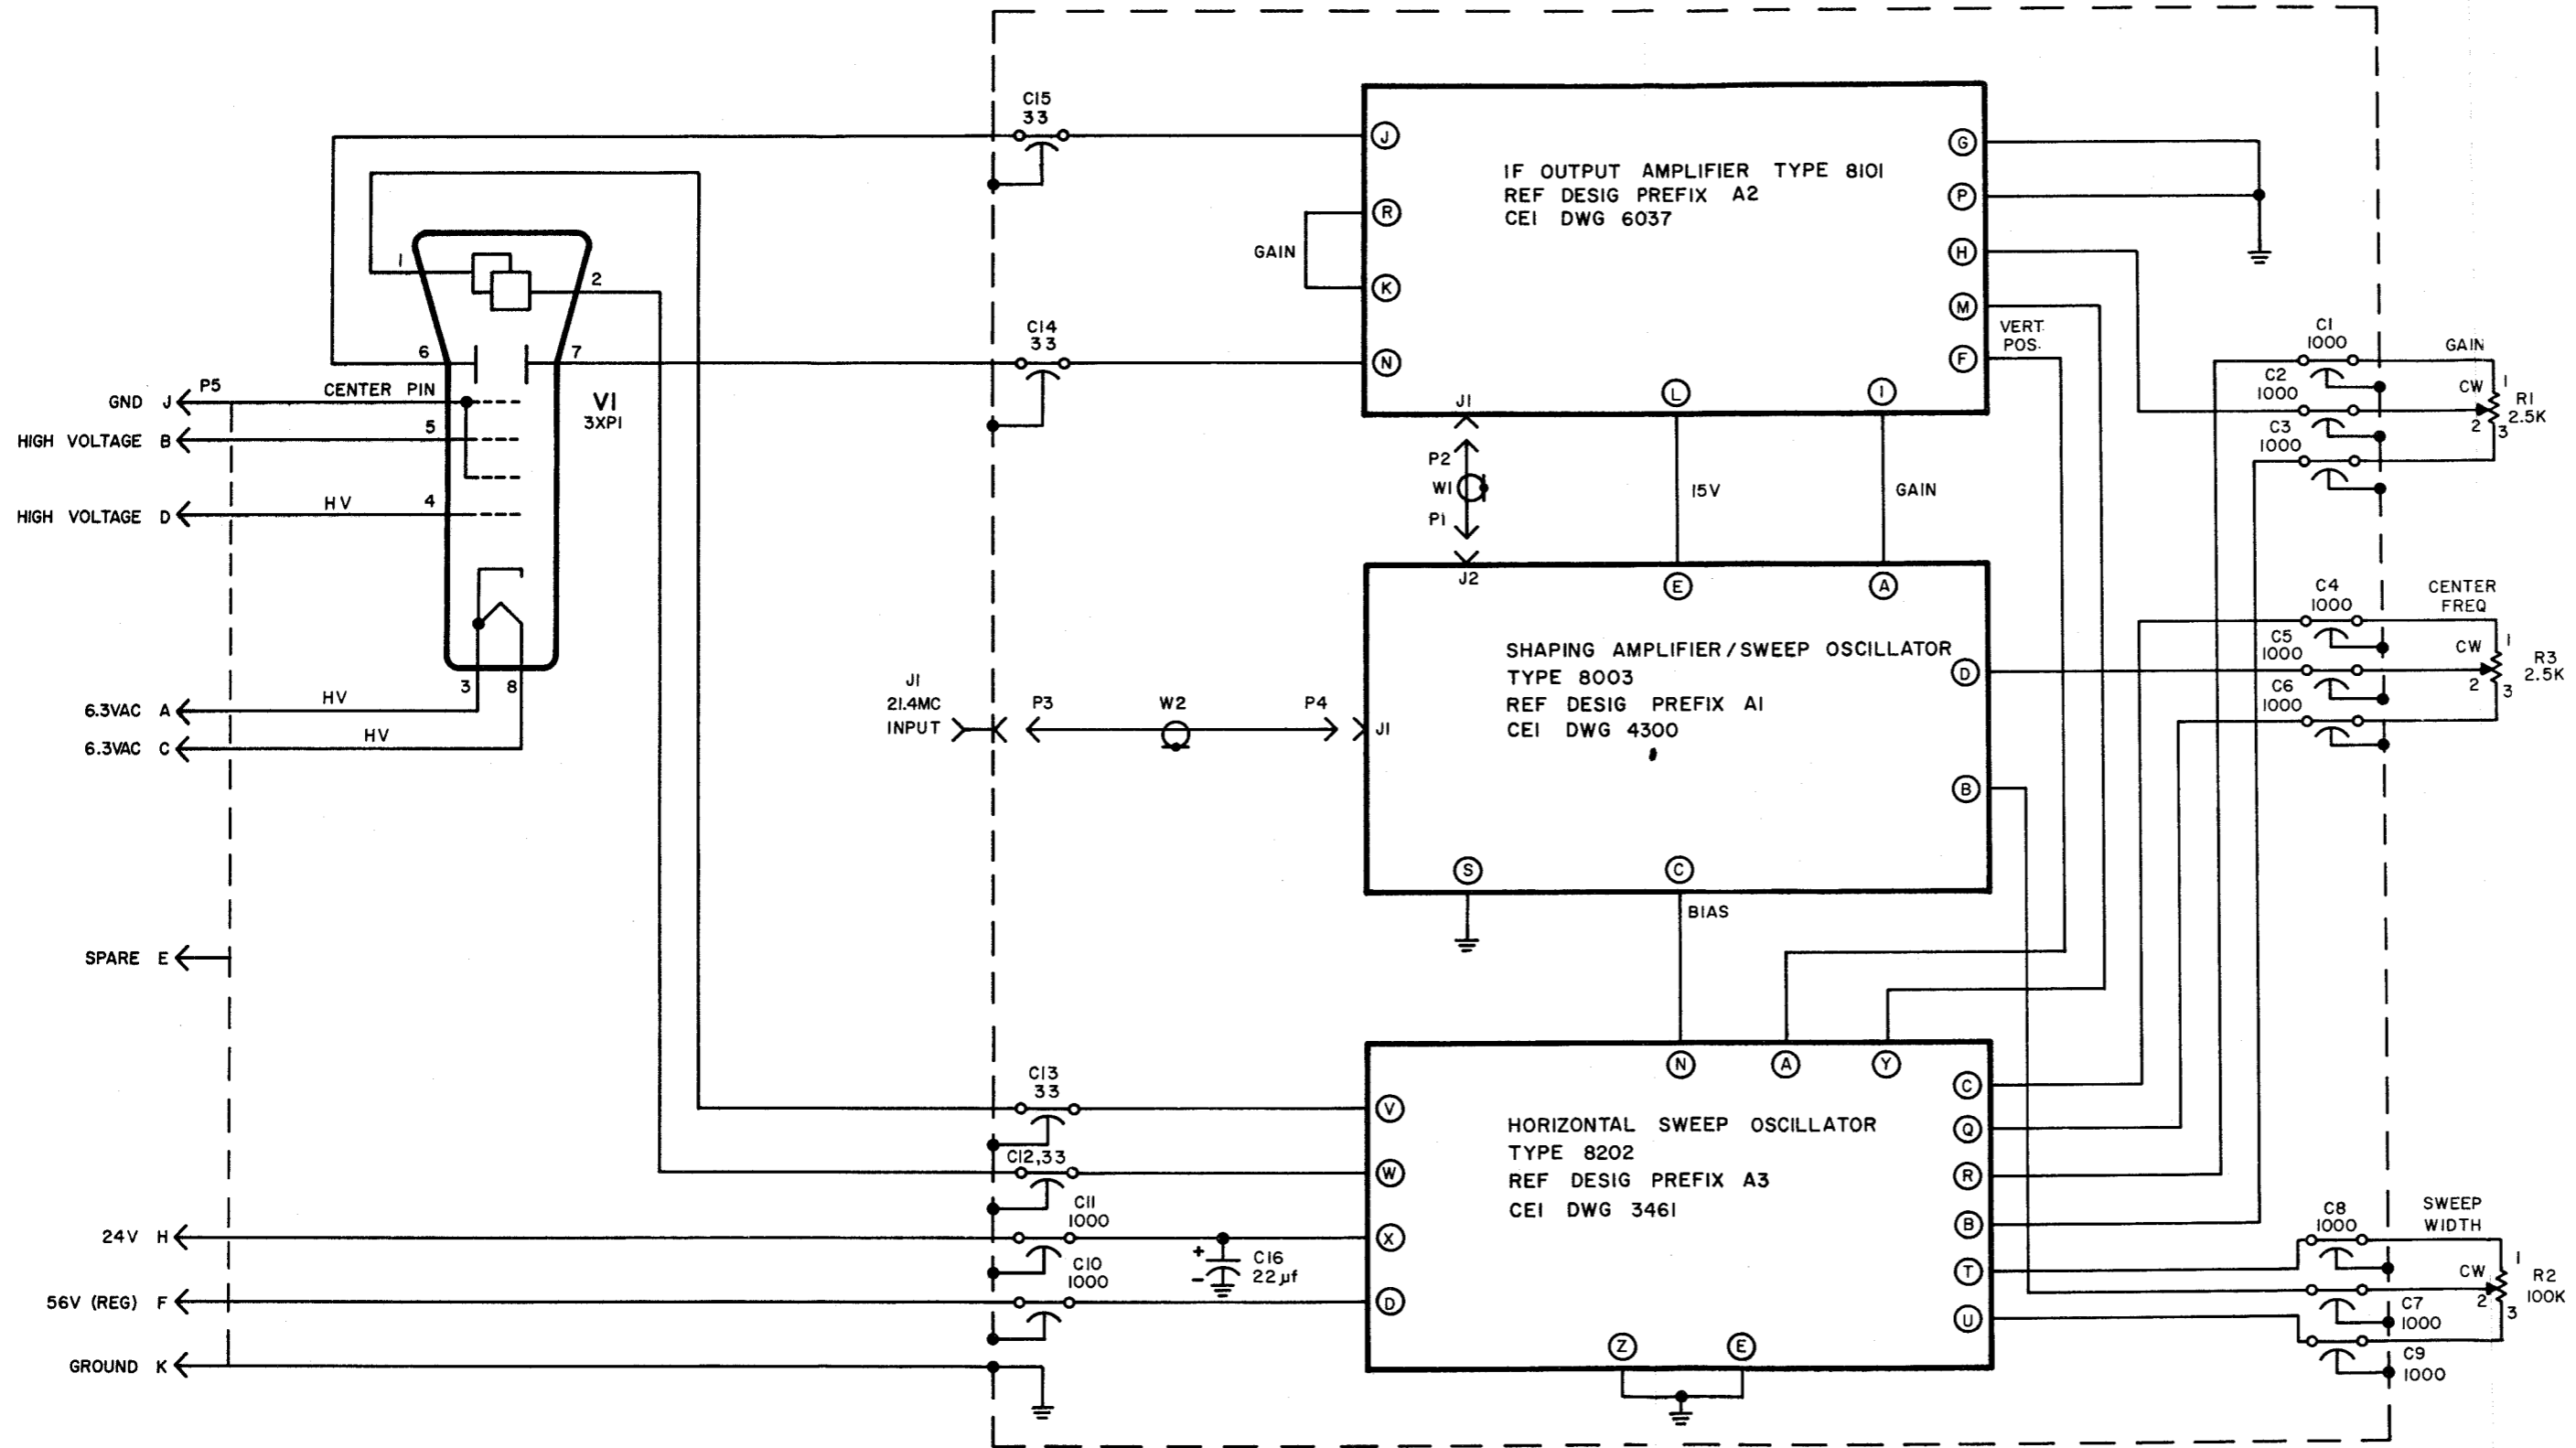 C15
33
J
R
GAIN
K
C14
33
N
IF OUTPUT AMPLIFIER TYPE 8101
REF DESIG PREFIX A2
CEI DWG 6037
G
P
H
M
VERT.
POS.
F
J1
L
I
P2
W1
P1
15V
GAIN
J2
E
A
1
2
6
7
P5
CENTER PIN
GND J
5
HIGH VOLTAGE B
HV
4
HIGH VOLTAGE D
V1
3XP1
3
8
HV
6.3VAC A
HV
6.3VAC C
SPARE E
J1
21.4MC
INPUT
P3
W2
P4
J1
SHAPING AMPLIFIER/SWEEP OSCILLATOR
TYPE 8003
REF DESIG PREFIX A1
CEI DWG 4300
D
B
S
C
BIAS
C1
1000
GAIN
C2
1000
CW
1
R1
2.5K
C3
1000
2
3
C4
1000
CENTER
FREQ
C5
1000
CW
1
R3
2.5K
C6
1000
2
3
N
A
Y
C13
33
V
C12,33
W
C11
1000
X
24V H
+
-
C16
22µf
C10
1000
56V (REG) F
D
GROUND K
HORIZONTAL SWEEP OSCILLATOR
TYPE 8202
REF DESIG PREFIX A3
CEI DWG 3461
C
Q
R
B
T
U
Z
E
C8
1000
SWEEP
WIDTH
CW
1
R2
100K
2
3
C7
1000
C9
1000